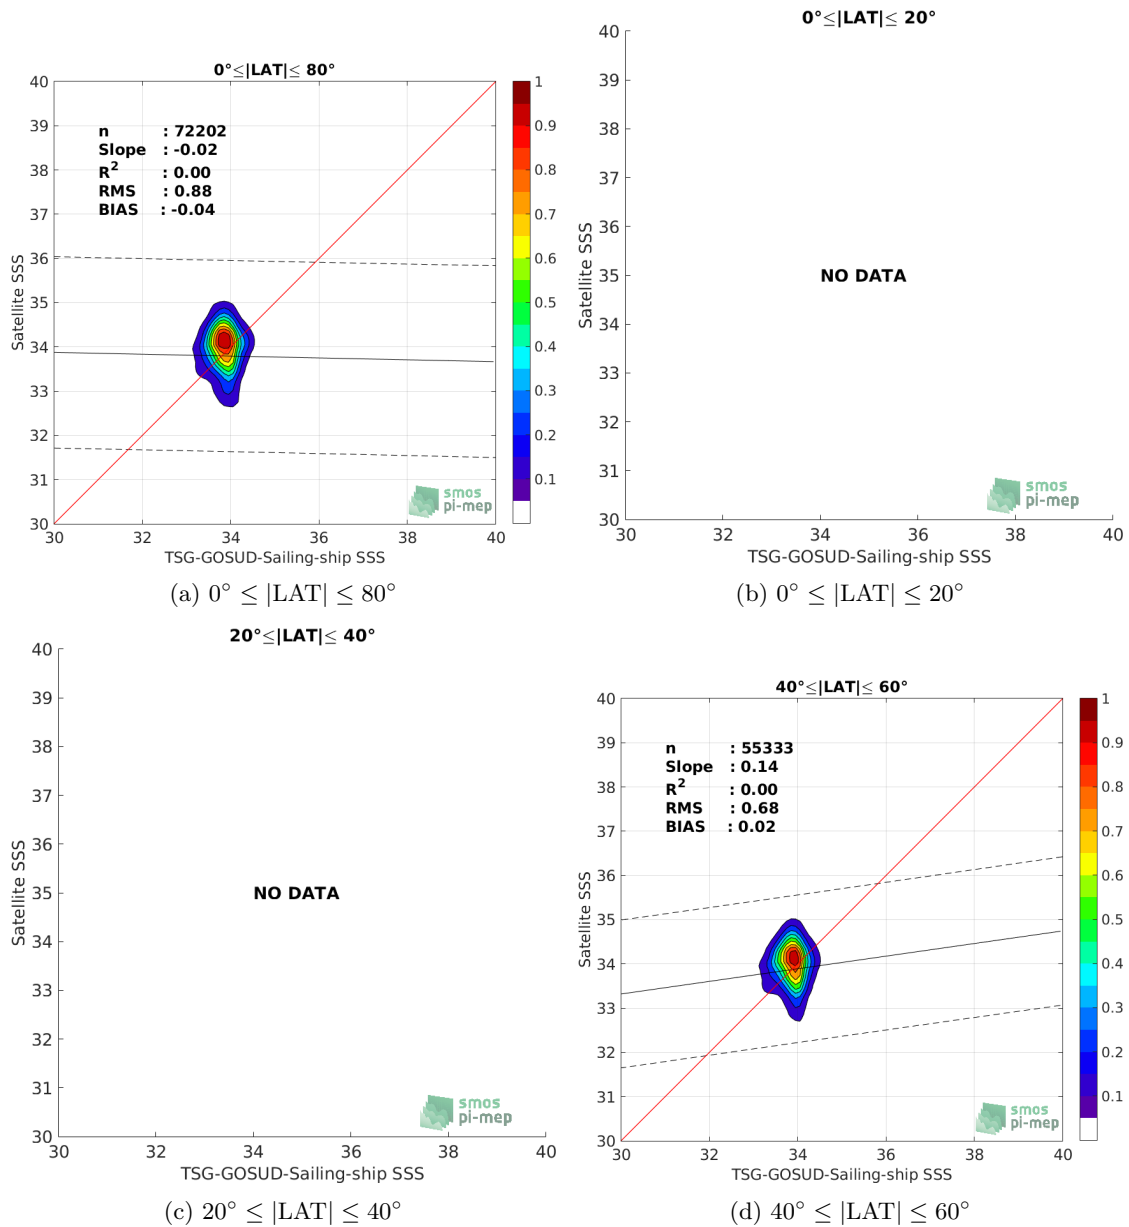 0°≤|LAT|≤ 80°
40
39
38
37
36
35
34
33
32
31
30
n : 72202
Slope : -0.02
R2 : 0.00
RMS : 0.88
BIAS : -0.04
Satellite SSS
30 32 34 36 38 40
TSG-GOSUD-Sailing-ship SSS
1
0.9
0.8
0.7
0.6
0.5
0.4
0.3
0.2
0.1
smos
pi-mep
(a) 0° ≤ |LAT| ≤ 80°
0°≤|LAT|≤ 20°
40
39
38
37
36
35
34
33
32
31
30
Satellite SSS
NO DATA
smos
pi-mep
30 32 34 36 38 40
TSG-GOSUD-Sailing-ship SSS
(b) 0° ≤ |LAT| ≤ 20°
20°≤|LAT|≤ 40°
40
39
38
37
36
35
34
33
32
31
30
Satellite SSS
NO DATA
smos
pi-mep
30 32 34 36 38 40
TSG-GOSUD-Sailing-ship SSS
(c) 20° ≤ |LAT| ≤ 40°
40°≤|LAT|≤ 60°
40
39
38
37
36
35
34
33
32
31
30
n : 55333
Slope : 0.14
R2 : 0.00
RMS : 0.68
BIAS : 0.02
Satellite SSS
30 32 34 36 38 40
TSG-GOSUD-Sailing-ship SSS
1
0.9
0.8
0.7
0.6
0.5
0.4
0.3
0.2
0.1
smos
pi-mep
(d) 40° ≤ |LAT| ≤ 60°